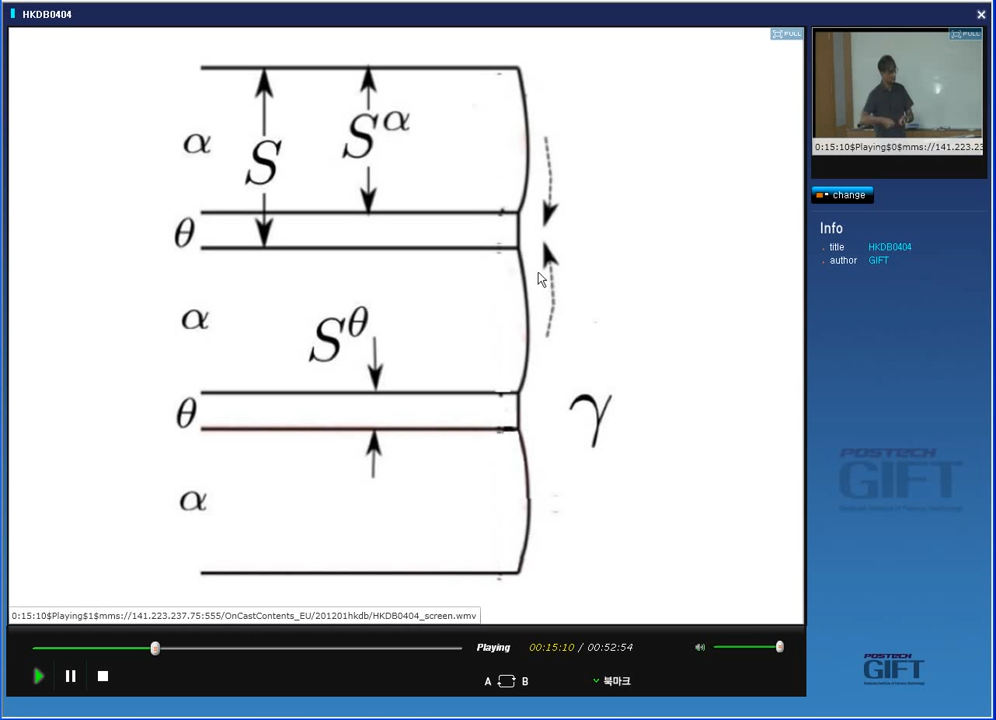 HKDB0404
FULL
FULL
α
S
S^α
θ
α
S^θ
θ
γ
α
0:15:10$Playing$0$mms://141.223.23
change
Info
. title HKDB0404
. author GIFT
POSTECH
GIFT
0:15:10$Playing$1$mms://141.223.237.75:555/OnCastContents_EU/201201hkdb/HKDB0404_screen.wmv
Playing 00:15:10 / 00:52:54
A B 북마크
POSTECH
GIFT